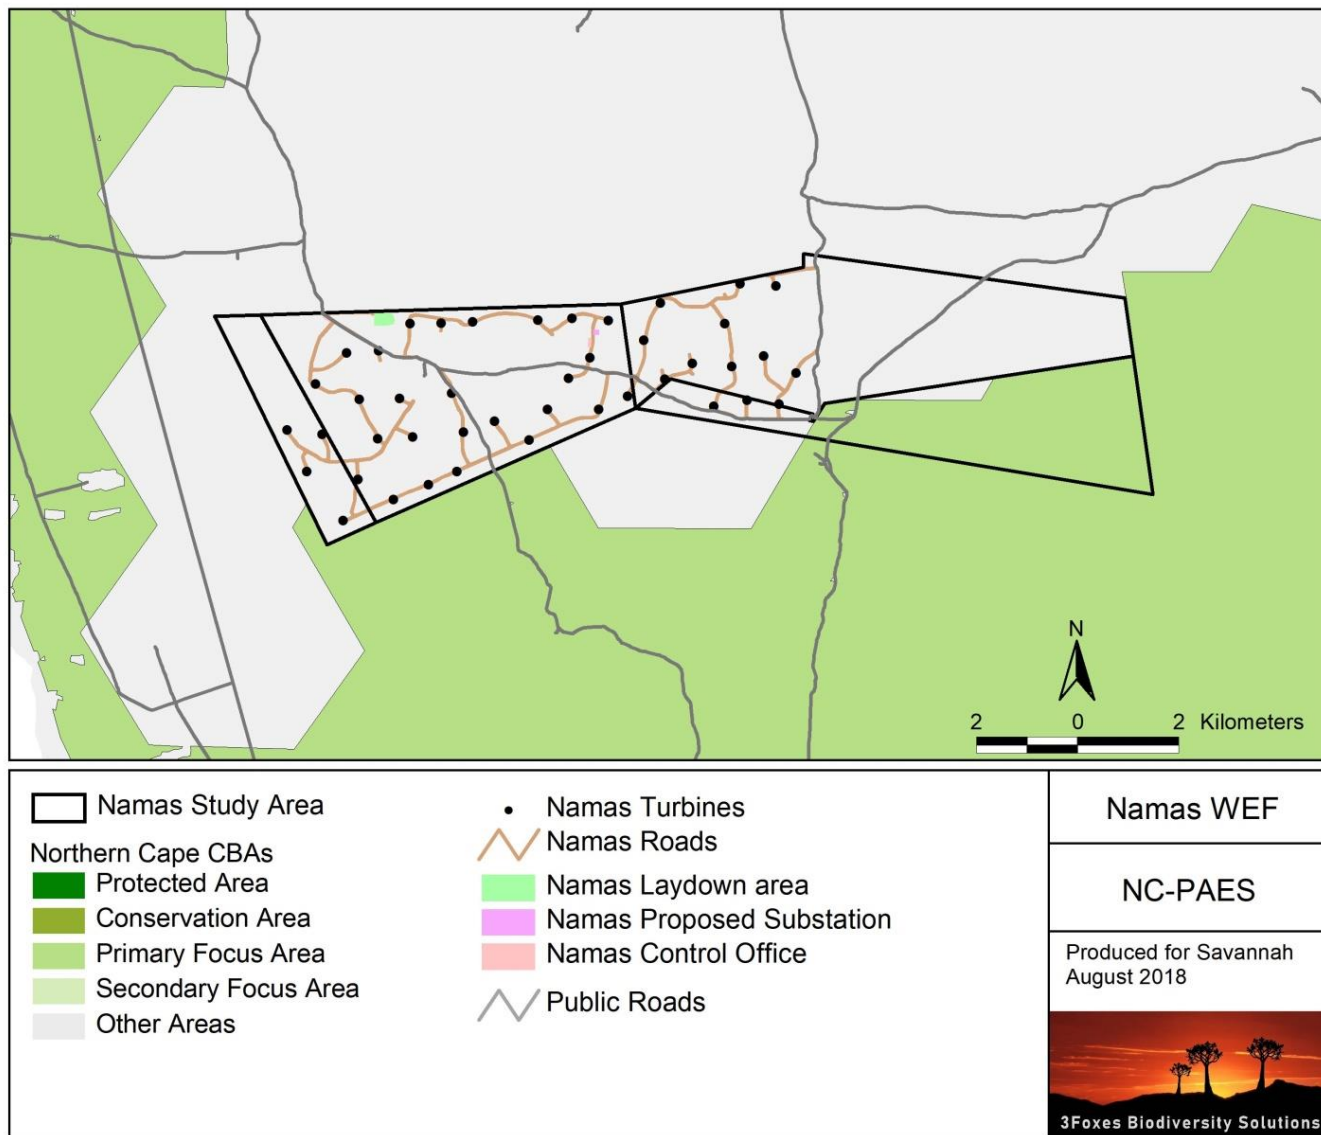 N
2 0 2 Kilometers
Namas Study Area
Northern Cape CBAs
Protected Area
Conservation Area
Primary Focus Area
Secondary Focus Area
Other Areas
Namas Turbines
Namas Roads
Namas Laydown area
Namas Proposed Substation
Namas Control Office
Public Roads
Namas WEF
NC-PAES
Produced for Savannah
August 2018
3Foxes Biodiversity Solutions